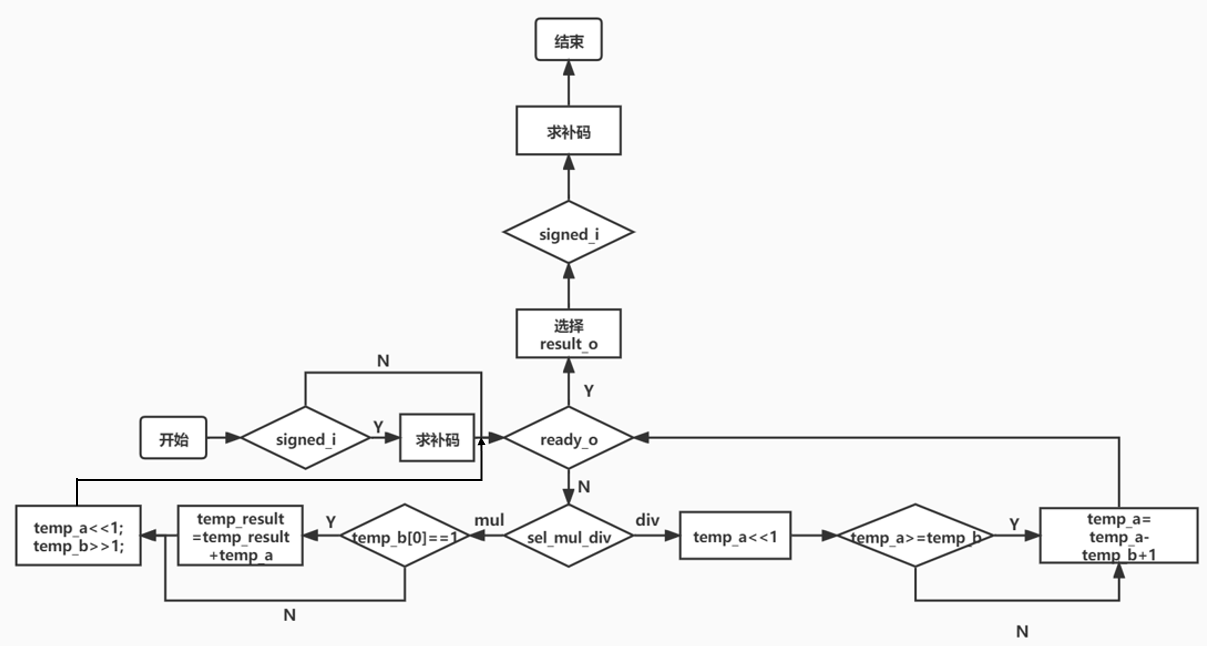 结束
求补码
signed_i
选择
result_o
N
Y
开始
signed_i
Y
求补码
ready_o
N
temp_a<<1;
temp_b>>1;
temp_result
=temp_result
+temp_a
Y
temp_b[0]==1
mul
sel_mul_div
div
temp_a<<1
temp_a>=temp_b
Y
temp_a=
temp_a-
temp_b+1
N
N